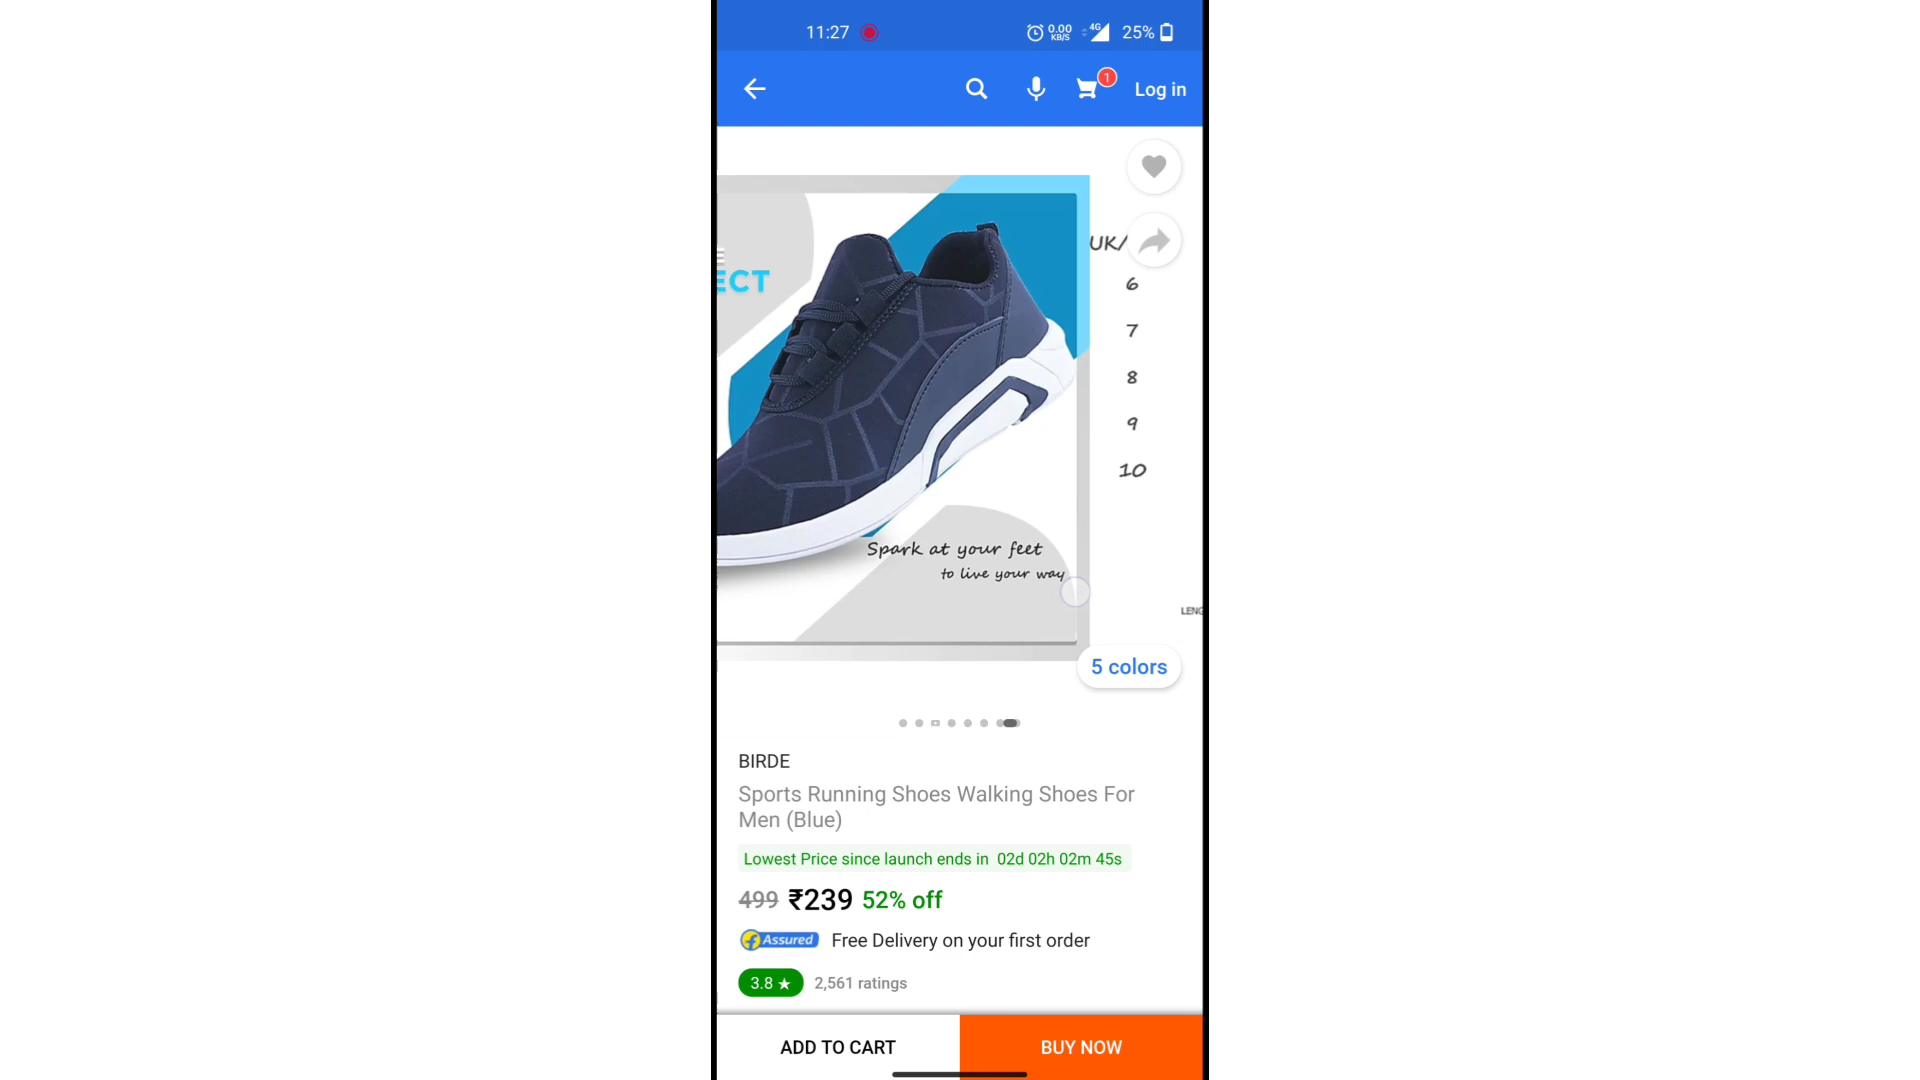 11:27
0.00
KB/S
4G
25%
1
Log in
ECT
UK/
6
7
8
9
10
Spark at your feet
to live your way
LENG
5 colors
BIRDE
Sports Running Shoes Walking Shoes For
Men (Blue)
Lowest Price since launch ends in 02d 02h 02m 45s
499 ₹239 52% off
f Assured Free Delivery on your first order
3.8 ★ 2,561 ratings
ADD TO CART
BUY NOW